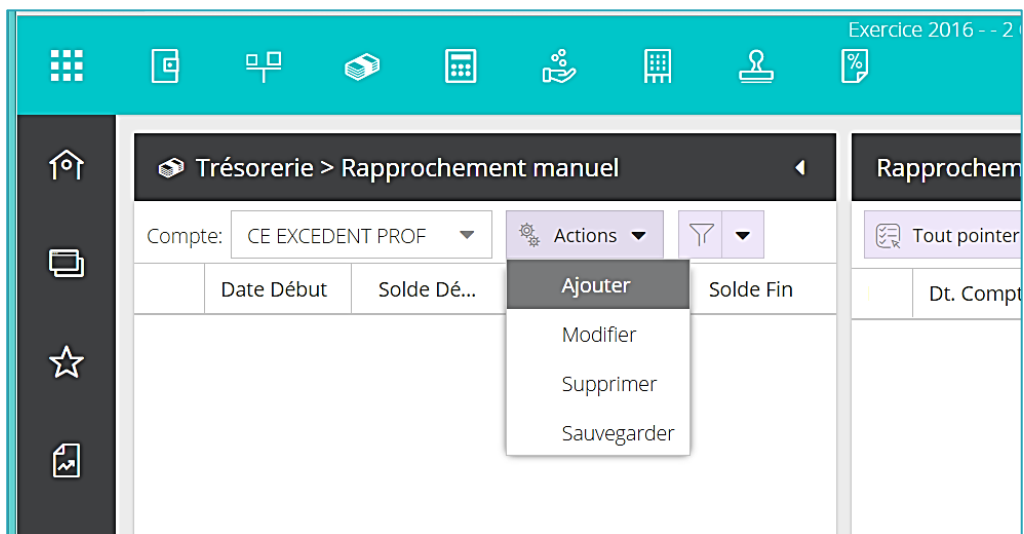 Exercice 2016 - - 2
Trésorerie > Rapprochement manuel
Rapprochem
Compte: CE EXCEDENT PROF Actions
Tout pointer
Date Début Solde Dé... Solde Fin
Dt. Compt
Ajouter
Modifier
Supprimer
Sauvegarder